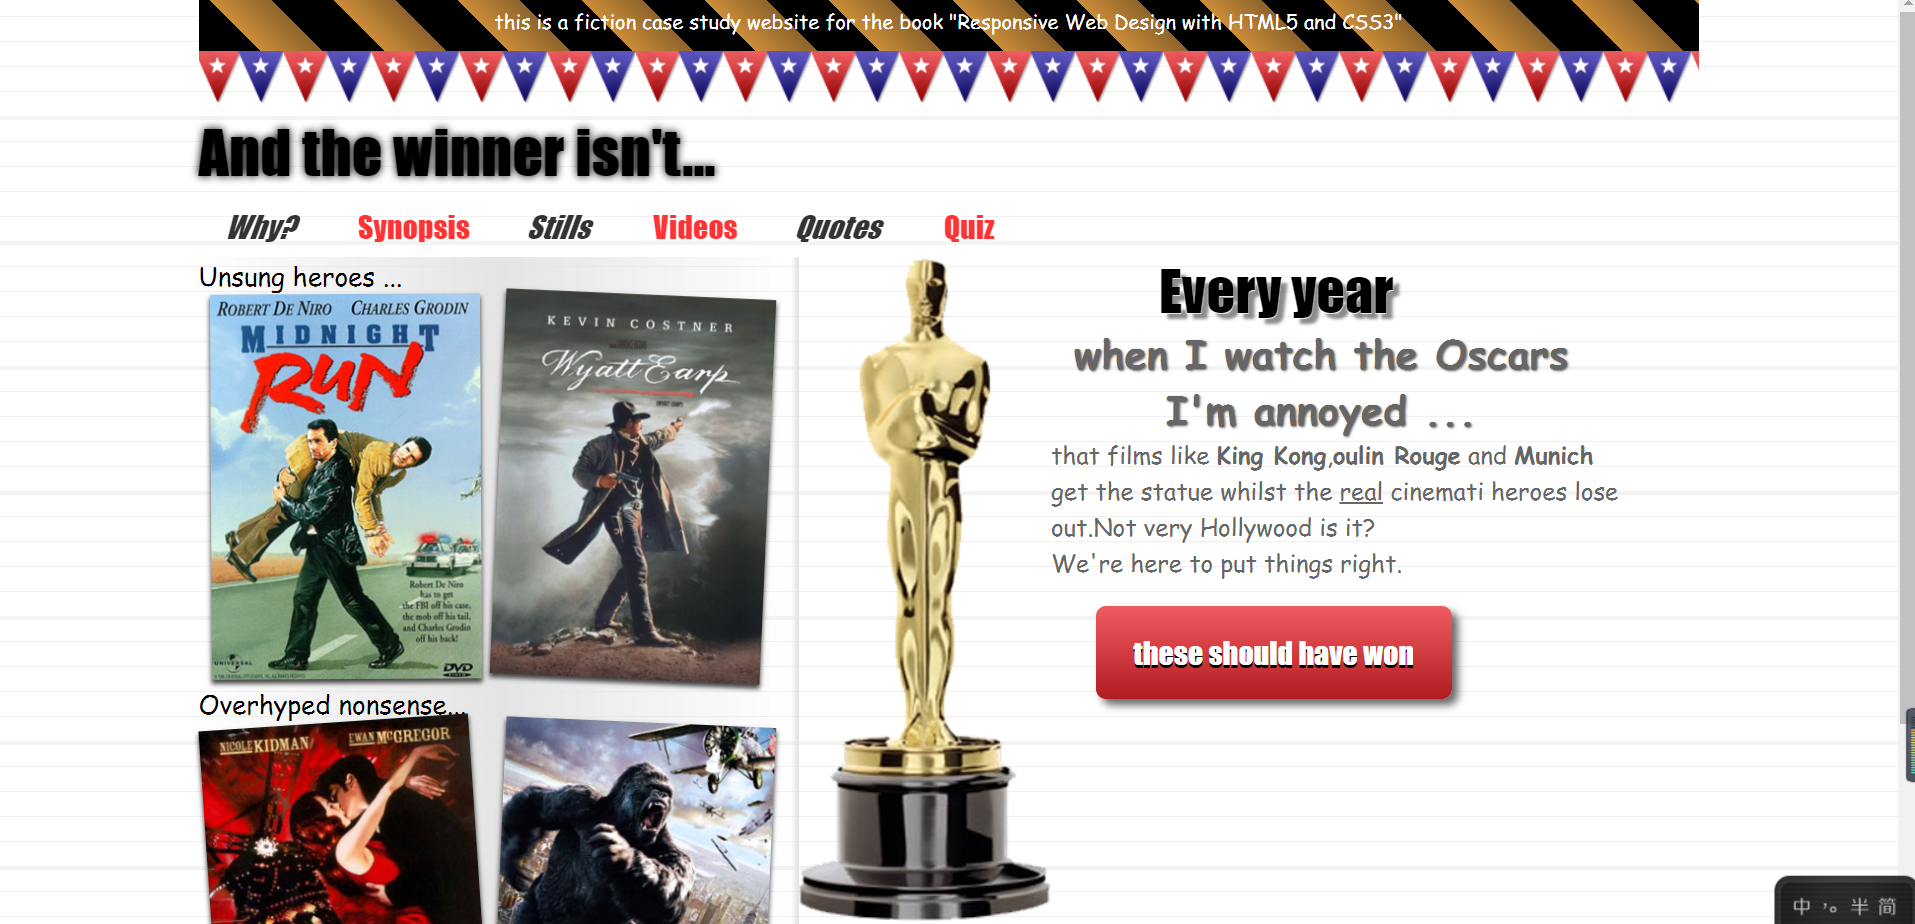 this is a fiction case study website for the book "Responsive Web Design with HTML5 and CSS3"
And the winner isn't...
Why? Synopsis Stills Videos Quotes Quiz
Unsung heroes ...
ROBERT DE NIRO CHARLES GRODIN
MIDNIGHT
RUN
Robert De Niro
has to get
the FBI off his case,
the mob off his tail,
and Charles Grodin
off his back!
UNIVERSAL
DVD
VIDEO
KEVIN COSTNER
Wyatt Earp
Overhyped nonsense...
NICOLE KIDMAN EWAN McGREGOR
Every year
when I watch the Oscars
I'm annoyed ...
that films like King Kong,oulin Rouge and Munich
get the statue whilst the real cinemati heroes lose
out.Not very Hollywood is it?
We're here to put things right.
these should have won
中 ⸢。 半 简